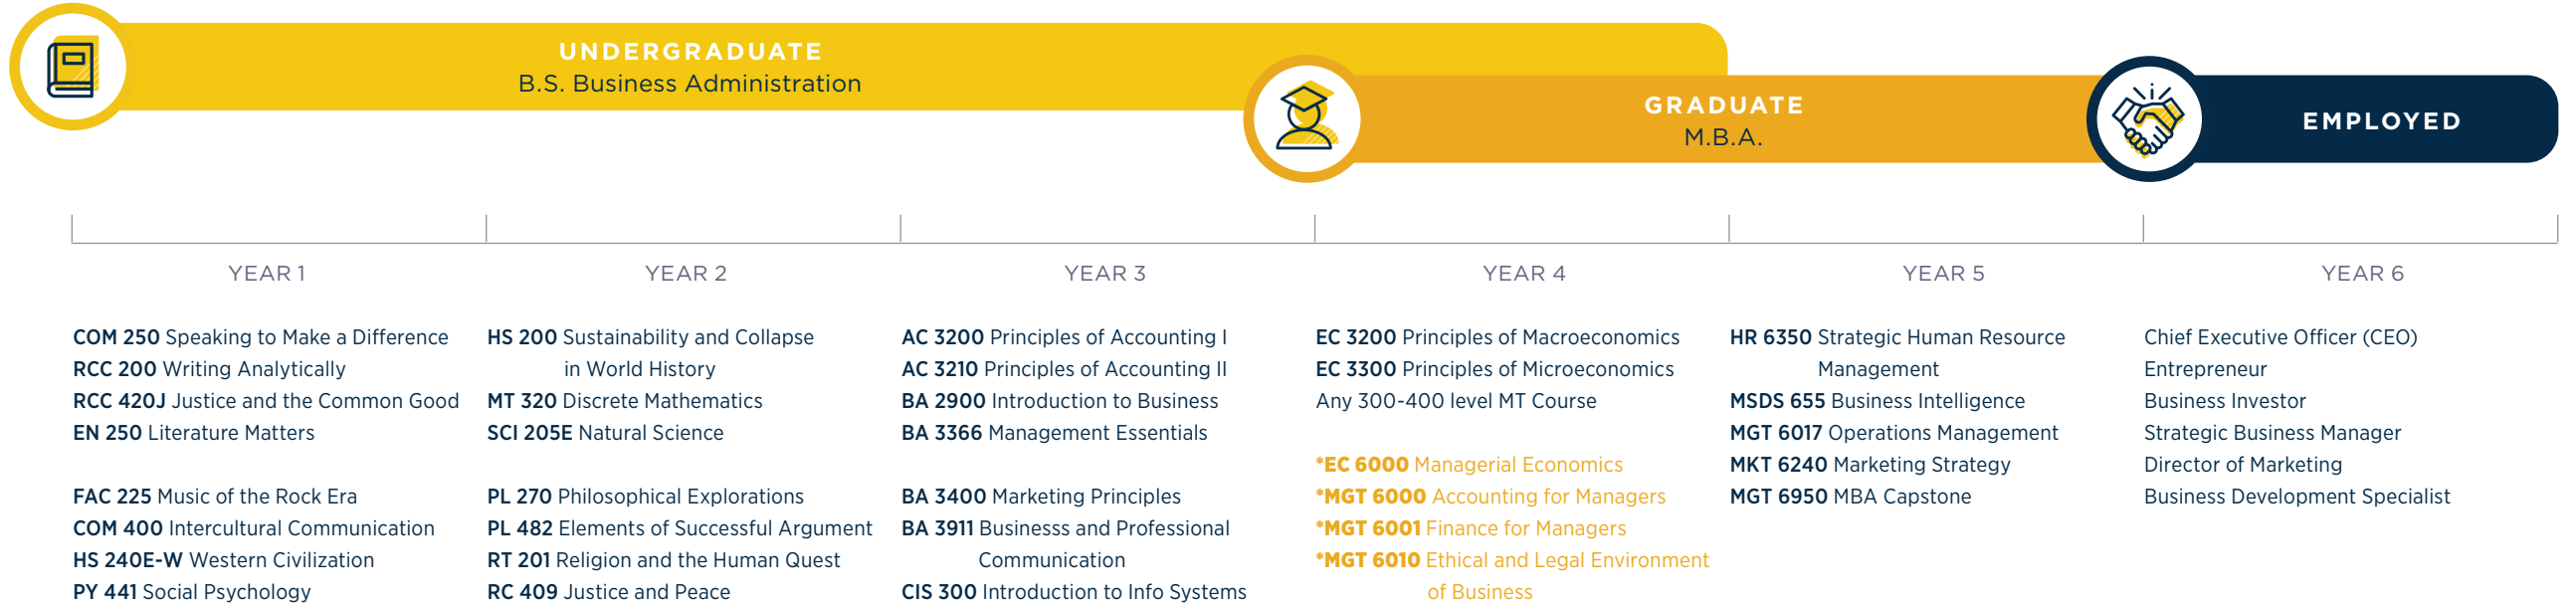 UNDERGRADUATE
B.S. Business Administration
GRADUATE
M.B.A.
EMPLOYED
YEAR 1
COM 250 Speaking to Make a Difference
RCC 200 Writing Analytically
RCC 420J Justice and the Common Good
EN 250 Literature Matters
FAC 225 Music of the Rock Era
COM 400 Intercultural Communication
HS 240E-W Western Civilization
PY 441 Social Psychology
YEAR 2
HS 200 Sustainability and Collapse
in World History
MT 320 Discrete Mathematics
SCI 205E Natural Science
PL 270 Philosophical Explorations
PL 482 Elements of Successful Argument
RT 201 Religion and the Human Quest
RC 409 Justice and Peace
YEAR 3
AC 3200 Principles of Accounting I
AC 3210 Principles of Accounting II
BA 2900 Introduction to Business
BA 3366 Management Essentials
BA 3400 Marketing Principles
BA 3911 Businesss and Professional
Communication
CIS 300 Introduction to Info Systems
YEAR 4
EC 3200 Principles of Macroeconomics
EC 3300 Principles of Microeconomics
Any 300-400 level MT Course
*EC 6000 Managerial Economics
*MGT 6000 Accounting for Managers
*MGT 6001 Finance for Managers
*MGT 6010 Ethical and Legal Environment
of Business
YEAR 5
HR 6350 Strategic Human Resource
Management
MSDS 655 Business Intelligence
MGT 6017 Operations Management
MKT 6240 Marketing Strategy
MGT 6950 MBA Capstone
YEAR 6
Chief Executive Officer (CEO)
Entrepreneur
Business Investor
Strategic Business Manager
Director of Marketing
Business Development Specialist